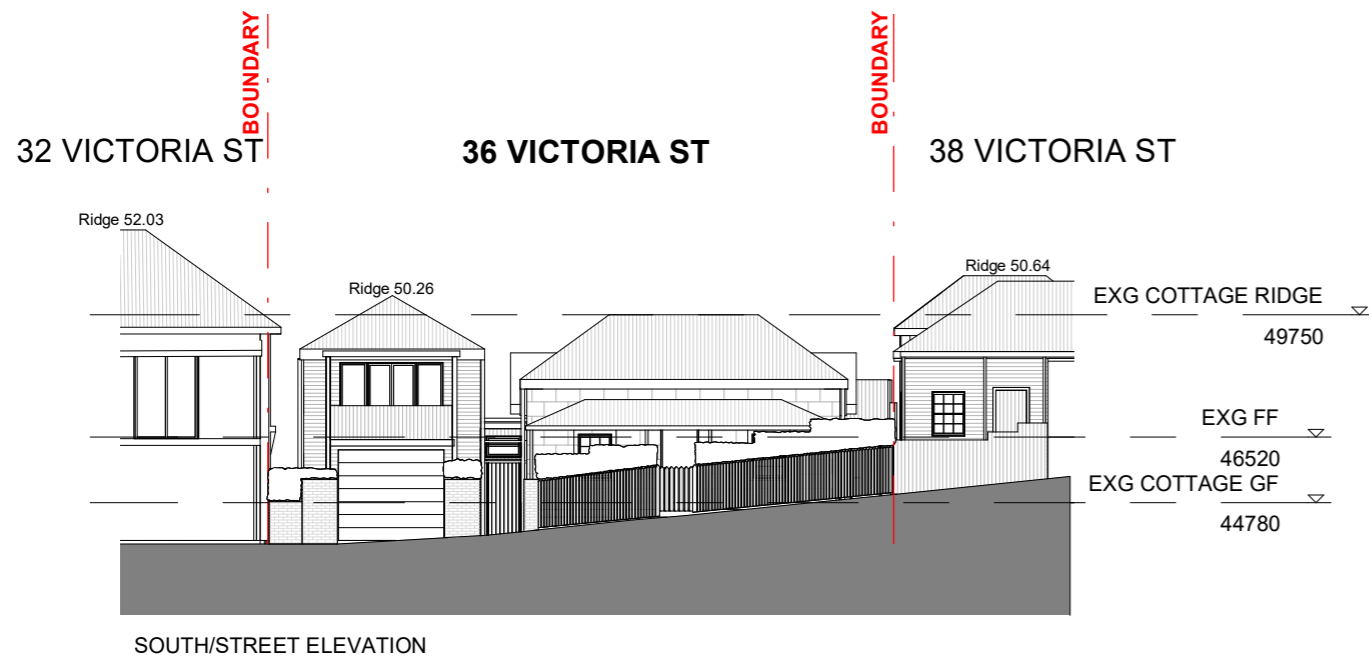 BOUNDARY
BOUNDARY
32 VICTORIA ST
36 VICTORIA ST
38 VICTORIA ST
Ridge 52.03
Ridge 50.26
Ridge 50.64
EXG COTTAGE RIDGE
49750
EXG FF
46520
EXG COTTAGE GF
44780
SOUTH/STREET ELEVATION